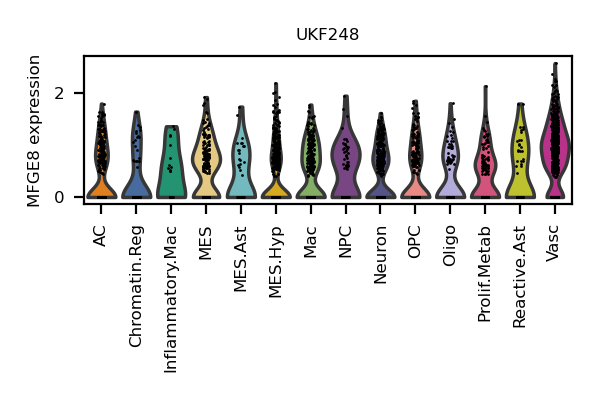 UKF248
MFGE8 expression
2
0
AC
Chromatin.Reg
Inflammatory.Mac
MES
MES.Ast
MES.Hyp
Mac
NPC
Neuron
OPC
Oligo
Prolif.Metab
Reactive.Ast
Vasc